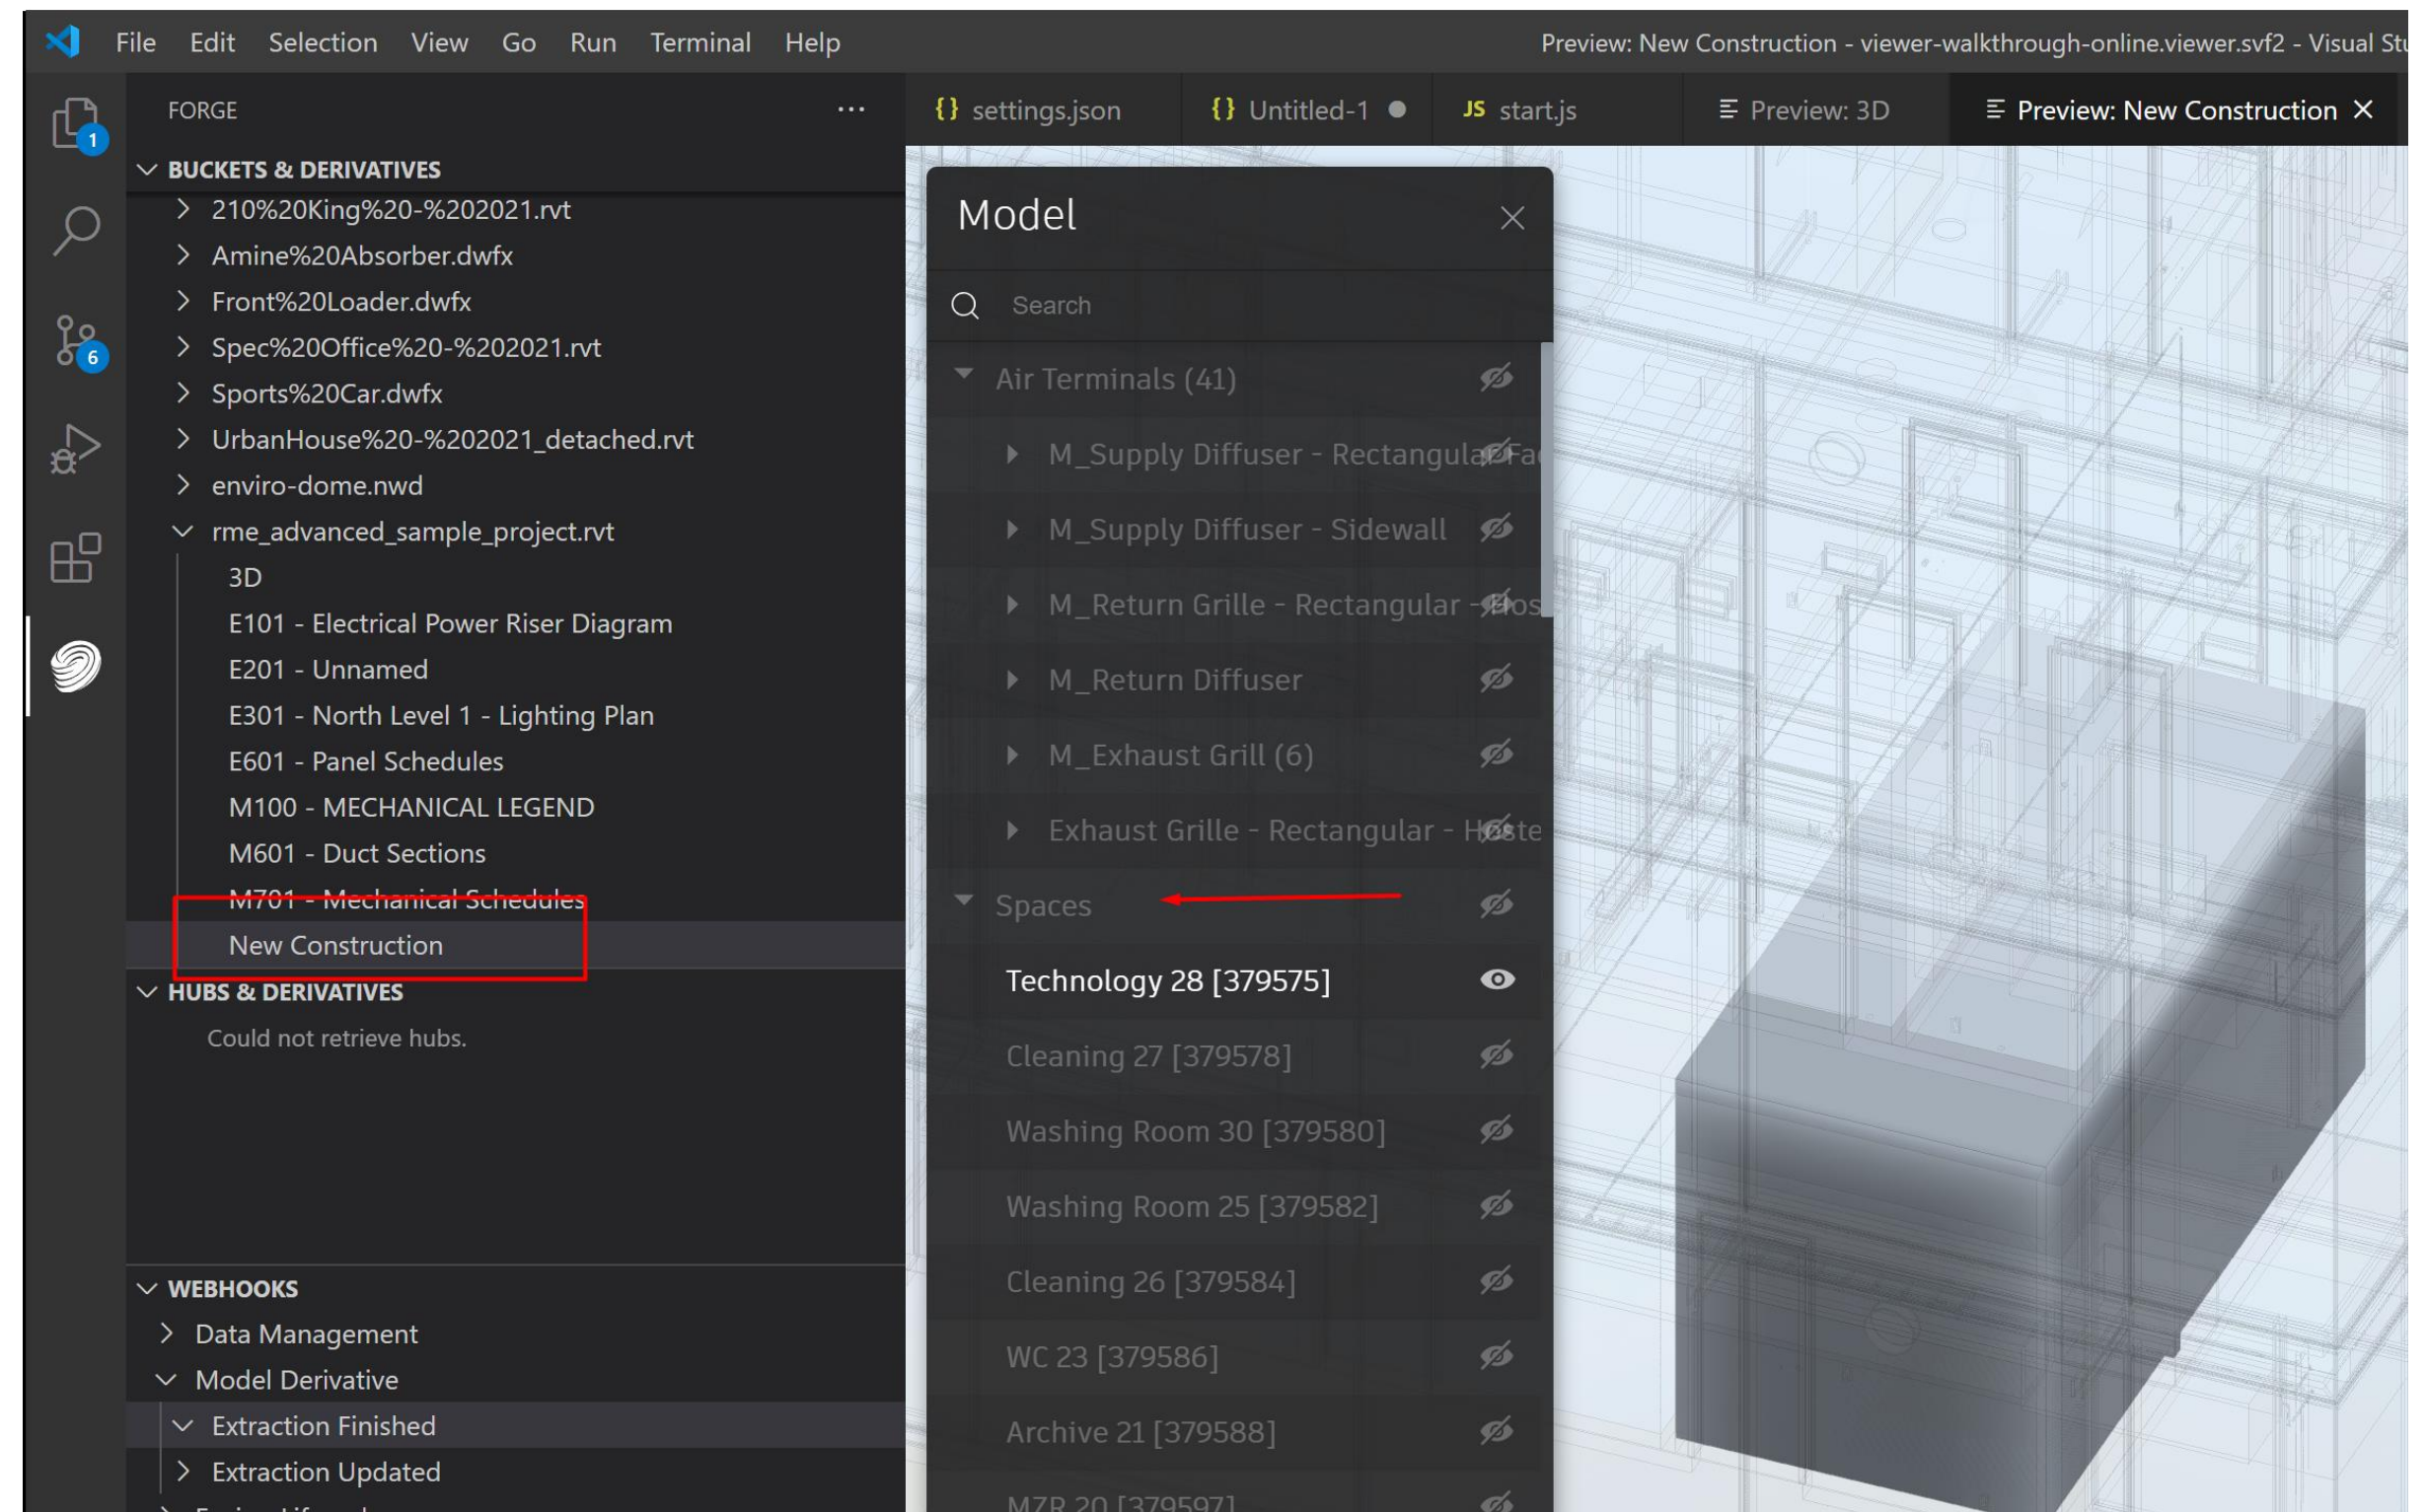 File Edit Selection View Go Run Terminal Help
Preview: New Construction - viewer-walkthrough-online.viewer.svf2 - Visual
FORGE
{} settings.json
{} Untitled-1
JS start.js
Preview: 3D
Preview: New Construction
1
6
BUCKETS & DERIVATIVES
210%20King%20-%202021.rvt
Amine%20Absorber.dwfx
Front%20Loader.dwfx
Spec%20Office%20-%202021.rvt
Sports%20Car.dwfx
UrbanHouse%20-%202021_detached.rvt
enviro-dome.nwd
rme_advanced_sample_project.rvt
3D
E101 - Electrical Power Riser Diagram
E201 - Unnamed
E301 - North Level 1 - Lighting Plan
E601 - Panel Schedules
M100 - MECHANICAL LEGEND
M601 - Duct Sections
M701 - Mechanical Schedules
New Construction
HUBS & DERIVATIVES
Could not retrieve hubs.
WEBHOOKS
Data Management
Model Derivative
Extraction Finished
Extraction Updated
Model
Search
Air Terminals (41)
M_Supply Diffuser - Rectangular
M_Supply Diffuser - Sidewall
M_Return Grille - Rectangular -
M_Return Diffuser
M_Exhaust Grill (6)
Exhaust Grille - Rectangular -
Spaces
Technology 28 [379575]
Cleaning 27 [379578]
Washing Room 30 [379580]
Washing Room 25 [379582]
Cleaning 26 [379584]
WC 23 [379586]
Archive 21 [379588]
MZR 20 [379597]